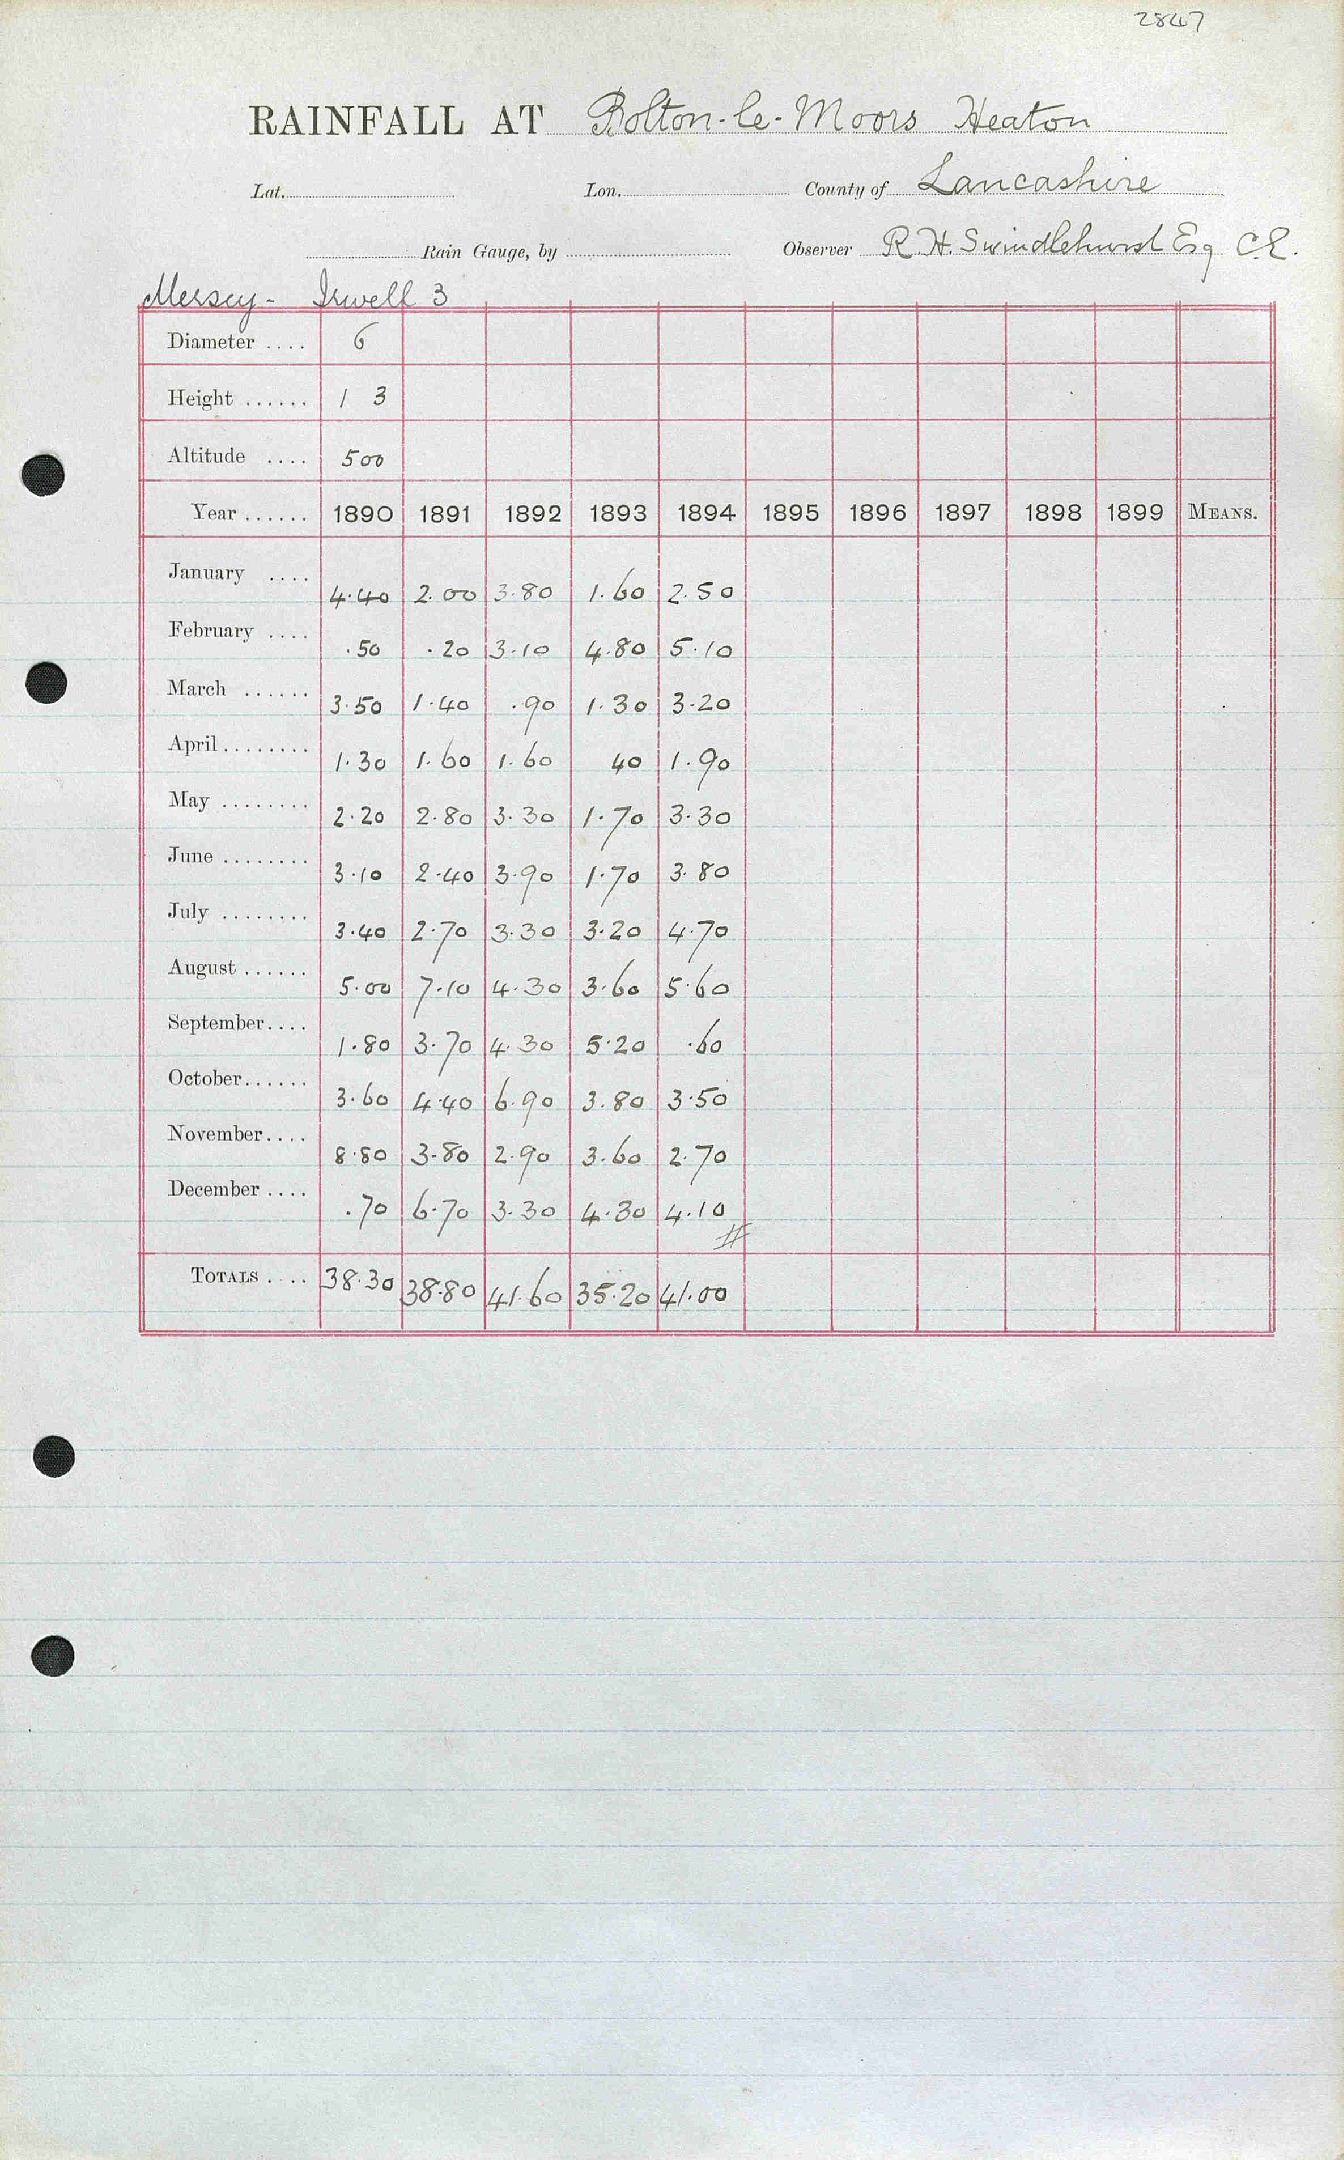 2847
RAINFALL AT Bolton-le-Moors Heaton
Lat. Lon. County of Lancashire
Rain Gauge, by Observer R. H. Swindlehurst Esq C.E.
Mersey - Irwell 3
Diameter .... 6
Height ...... 1 3
Altitude .... 500
Year ...... 1890 1891 1892 1893 1894 1895 1896 1897 1898 1899 MEANS.
January .... 4.40 2.00 3.80 1.60 2.50
February .... .50 .20 3.10 4.80 5.10
March ...... 3.50 1.40 .90 1.30 3.20
April ........ 1.30 1.60 1.60 40 1.90
May ........ 2.20 2.80 3.30 1.70 3.30
June ........ 3.10 2.40 3.90 1.70 3.80
July ........ 3.40 2.70 3.30 3.20 4.70
August ...... 5.00 7.10 4.30 3.60 5.60
September.... 1.80 3.70 4.30 5.20 .60
October...... 3.60 4.40 6.90 3.80 3.50
November.... 8.80 3.80 2.90 3.60 2.70
December .... .70 6.70 3.30 4.30 4.10
TOTALS .... 38.30 38.80 41.60 35.20 41.00